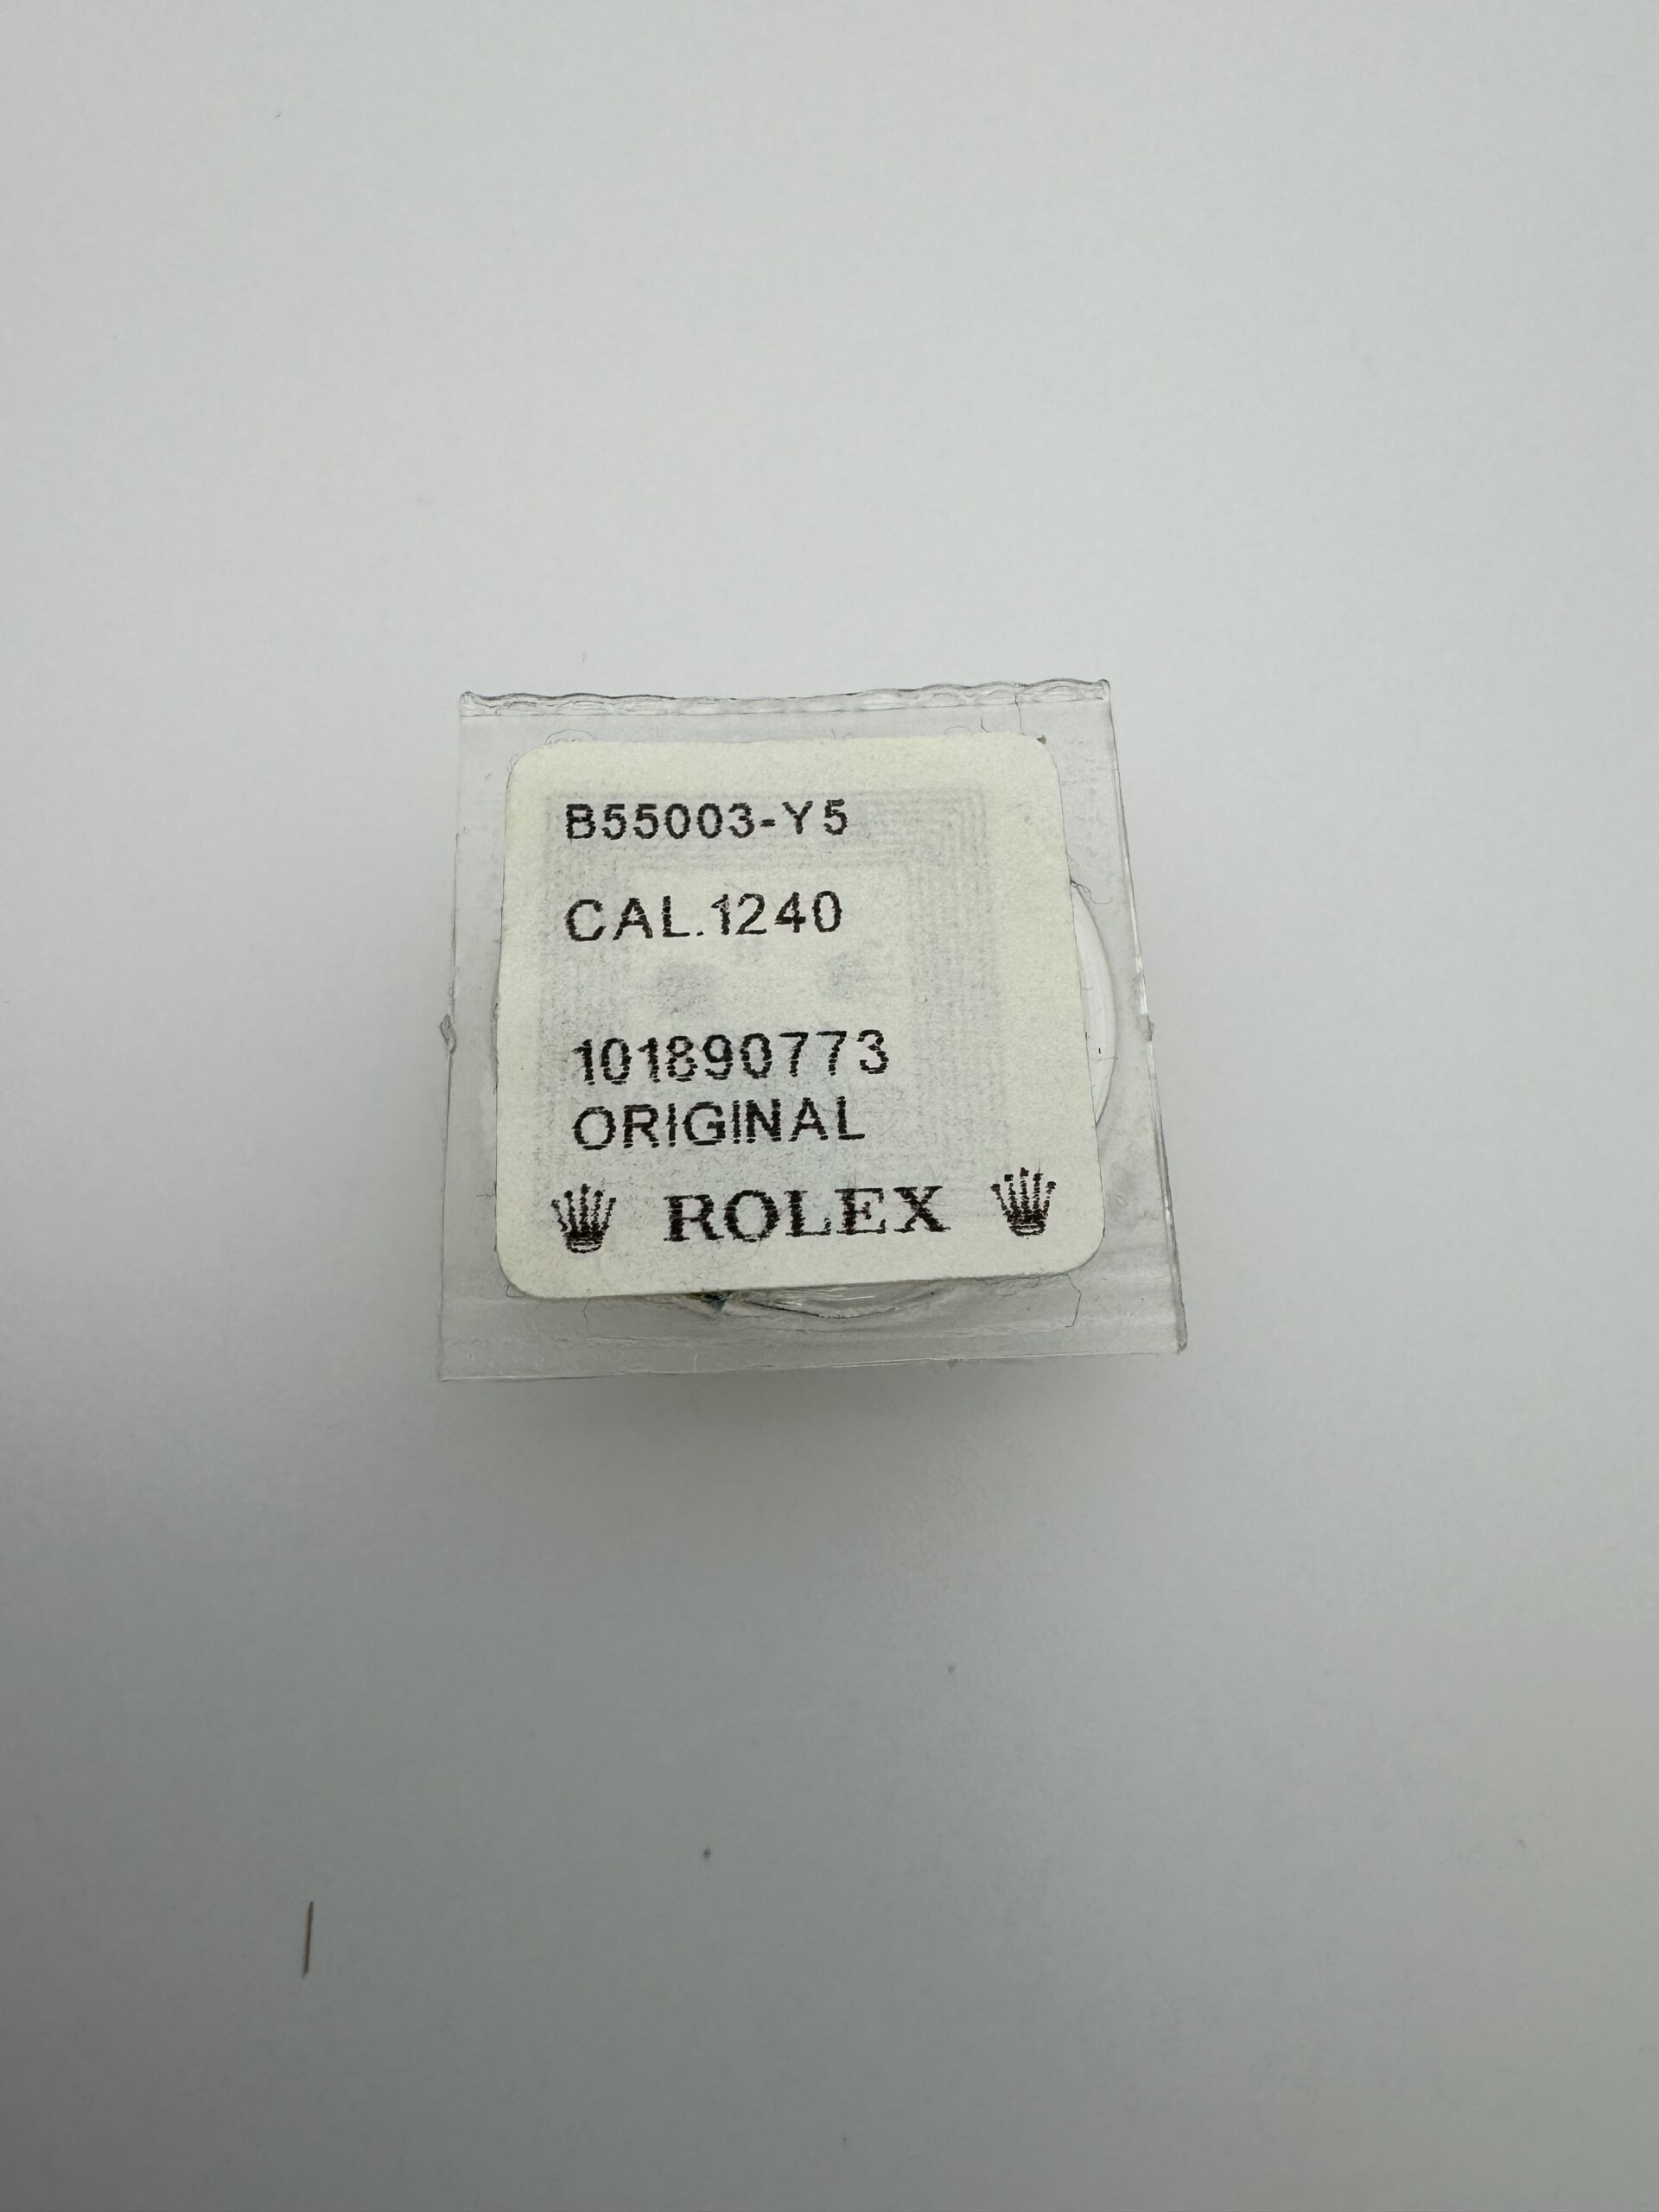 B55003-Y5
CAL.1240
101890773
ORIGINAL
ROLEX